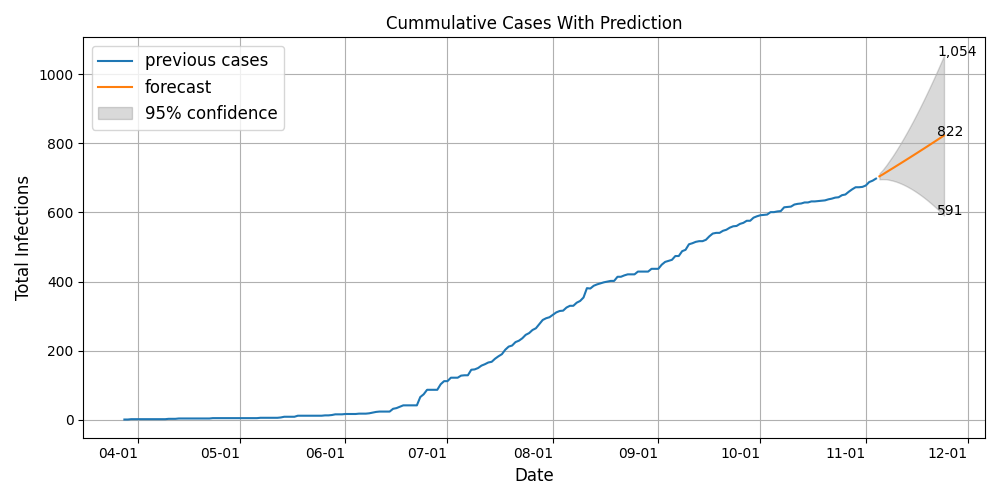 Cummulative Cases With Prediction
previous cases
forecast
95% confidence
1,054
822
591
1000
800
600
400
200
0
Total Infections
04-01 05-01 06-01 07-01 08-01 09-01 10-01 11-01 12-01
Date